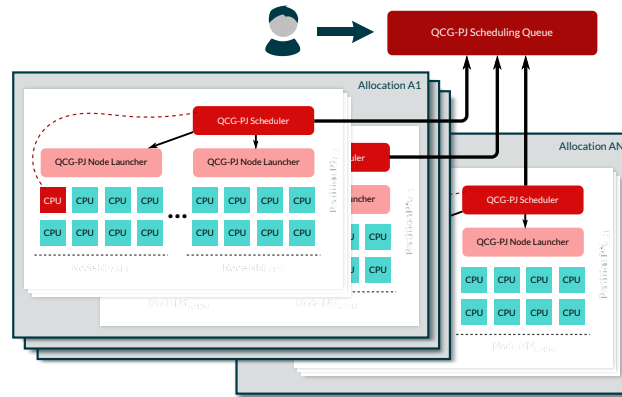 QCG-PJ Scheduling Queue
Allocation A1
QCG-PJ Scheduler
QCG-PJ Node Launcher QCG-PJ Node Launcher
CPU CPU CPU CPU CPU CPU CPU CPU
CPU CPU CPU CPU CPU CPU CPU CPU
uler
ncher
CPU CPU
CPU CPU
Allocation AN
QCG-PJ Scheduler
QCG-PJ Node Launcher
CPU CPU CPU CPU
CPU CPU CPU CPU